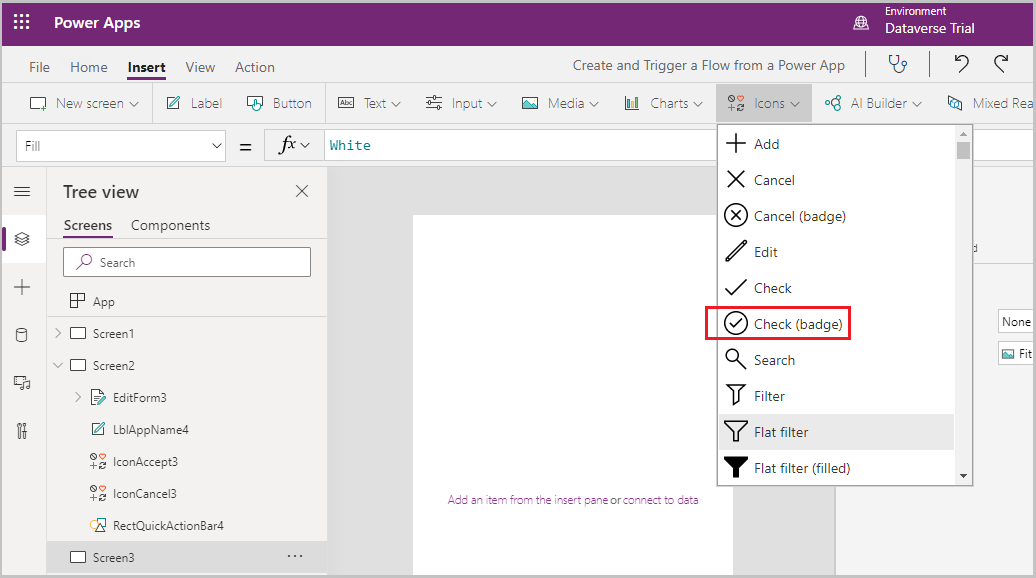 Power Apps
Environment
Dataverse Trial
File Home Insert View Action
Create and Trigger a Flow from a Power App
New screen Label Button Text Input Media Charts Icons AI Builder Mixed Rea
Abc
Fill = fx White
Tree view
Screens Components
Search
App
Screen1
Screen2
EditForm3
LblAppName4
IconAccept3
IconCancel3
RectQuickActionBar4
Screen3 ...
Add an item from the insert pane or connect to data
Add
Cancel
Cancel (badge)
Edit
Check
Check (badge)
Search
Filter
Flat filter
Flat filter (filled)
d
None
Fit